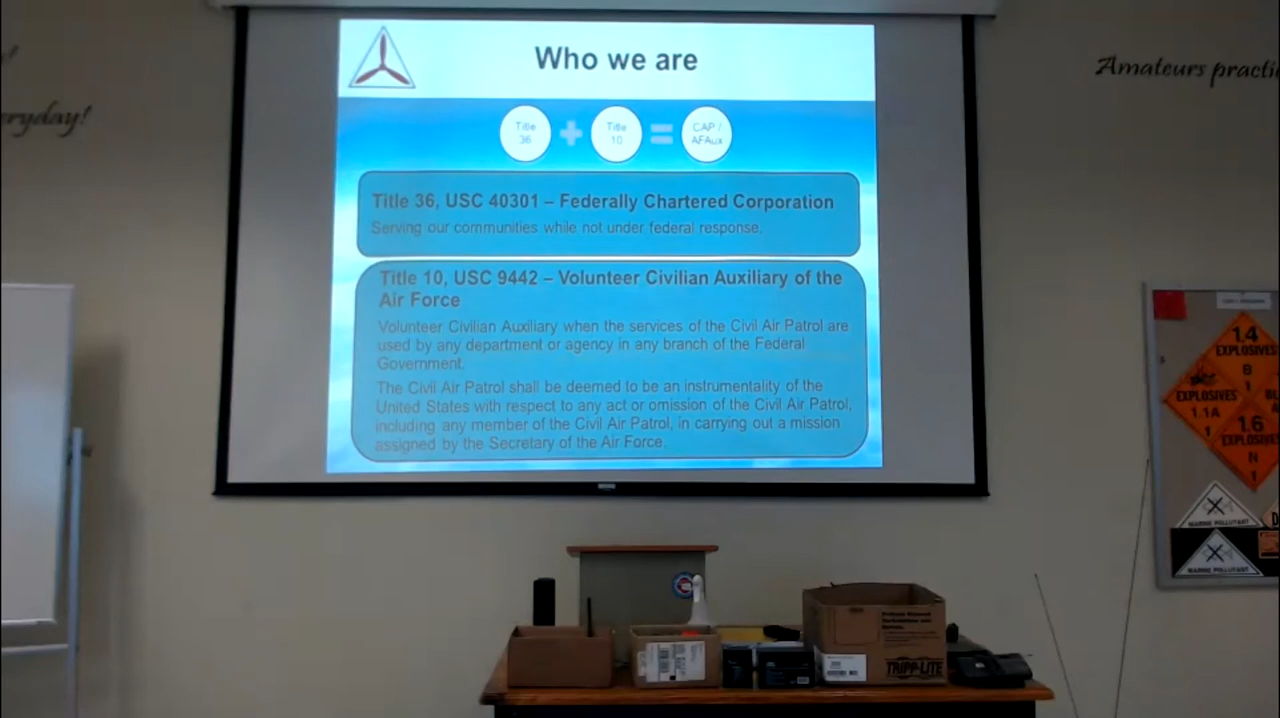 Who we are
Title
36
Title
10
CAP /
AFAux
Title 36, USC 40301 – Federally Chartered Corporation
Serving our communities while not under federal response.
Title 10, USC 9442 – Volunteer Civilian Auxiliary of the
Air Force
Volunteer Civilian Auxiliary when the services of the Civil Air Patrol are
used by any department or agency in any branch of the Federal
Government.
The Civil Air Patrol shall be deemed to be an instrumentality of the
United States with respect to any act or omission of the Civil Air Patrol,
including any member of the Civil Air Patrol, in carrying out a mission
assigned by the Secretary of the Air Force.
eryday!
Amateurs practi
1.4
EXPLOSIVES
B
1
EXPLOSIVES
1.1A
1
1.6
EXPLOSIVES
N
1
MARINE POLLUTANT
MARINE POLLUTANT
TRIPP-LITE